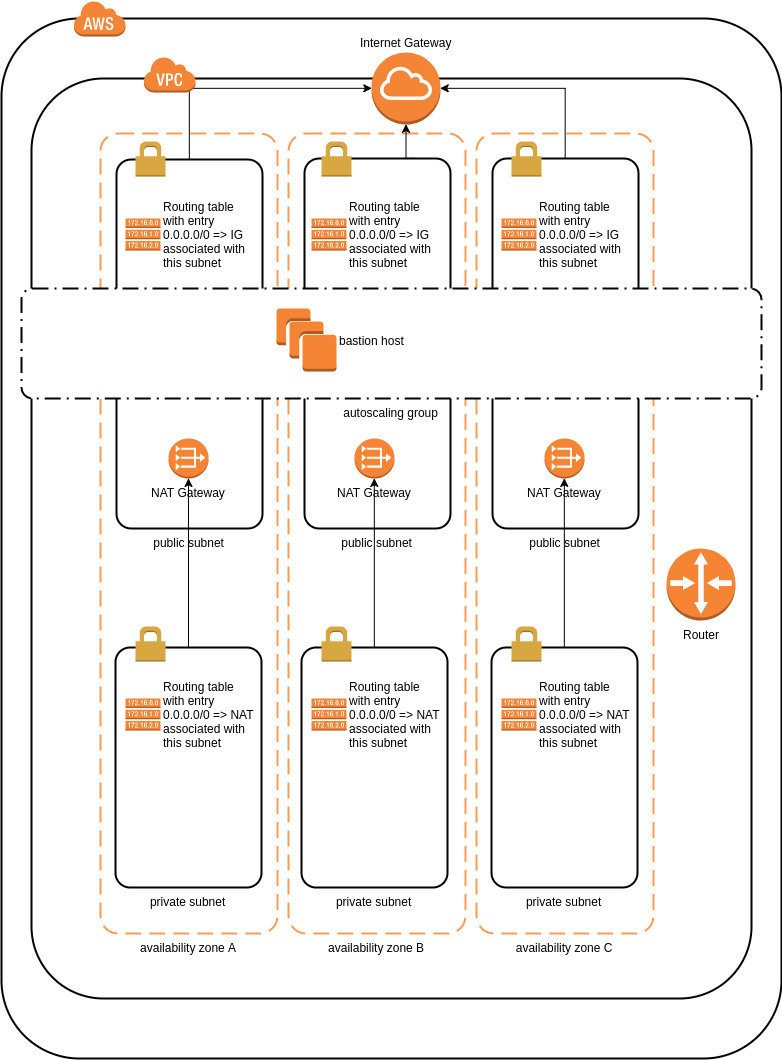 AWS
Internet Gateway
VPC
Routing table
with entry
0.0.0.0/0 => IG
associated with
this subnet
172.16.0.0
172.16.1.0
172.16.2.0
Routing table
with entry
0.0.0.0/0 => IG
associated with
this subnet
172.16.0.0
172.16.1.0
172.16.2.0
Routing table
with entry
0.0.0.0/0 => IG
associated with
this subnet
172.16.0.0
172.16.1.0
172.16.2.0
bastion host
autoscaling group
NAT Gateway
NAT Gateway
NAT Gateway
public subnet
public subnet
public subnet
Router
Routing table
with entry
0.0.0.0/0 => NAT
associated with
this subnet
172.16.0.0
172.16.1.0
172.16.2.0
Routing table
with entry
0.0.0.0/0 => NAT
associated with
this subnet
172.16.0.0
172.16.1.0
172.16.2.0
Routing table
with entry
0.0.0.0/0 => NAT
associated with
this subnet
172.16.0.0
172.16.1.0
172.16.2.0
private subnet
private subnet
private subnet
availability zone A
availability zone B
availability zone C